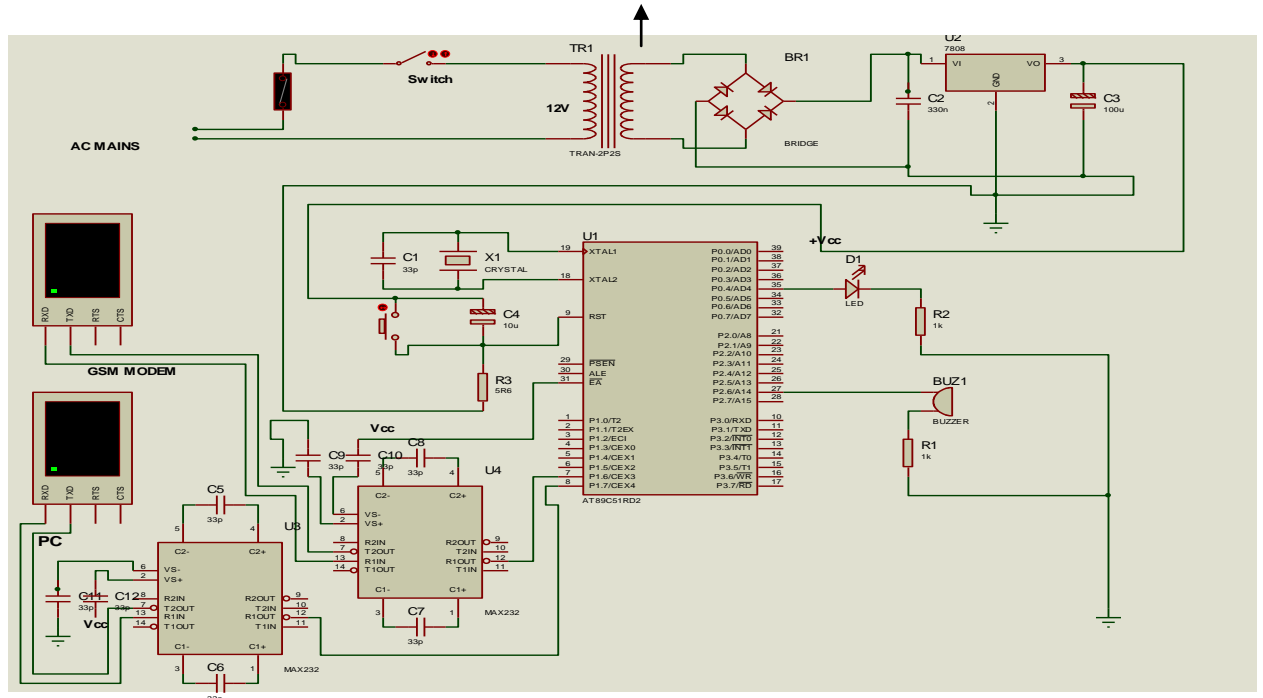 TR1
BR1
U2
7808
Switch
12V
AC MAINS
TRAN-2P2S
BRIDGE
1
VI
VO
3
GND
2
C2
330n
C3
100u
RXD
TXD
RTS
CTS
GSM MODEM
RXD
TXD
RTS
CTS
PC
C1
33p
X1
CRYSTAL
C4
10u
R3
5R6
U1
19 XTAL1
18 XTAL2
9 RST
29 PSEN
30 ALE
31 EA
1 P1.0/T2
2 P1.1/T2EX
3 P1.2/ECI
4 P1.3/CEX0
5 P1.4/CEX1
6 P1.5/CEX2
7 P1.6/CEX3
8 P1.7/CEX4
P0.0/AD0 39
P0.1/AD1 38
P0.2/AD2 37
P0.3/AD3 36
P0.4/AD4 35
P0.5/AD5 34
P0.6/AD6 33
P0.7/AD7 32
P2.0/A8 21
P2.1/A9 22
P2.2/A10 23
P2.3/A11 24
P2.4/A12 25
P2.5/A13 26
P2.6/A14 27
P2.7/A15 28
P3.0/RXD 10
P3.1/TXD 11
P3.2/INT0 12
P3.3/INT1 13
P3.4/T0 14
P3.5/T1 15
P3.6/WR 16
P3.7/RD 17
AT89C51RD2
+Vcc
D1
LED
R2
1k
BUZ1
BUZZER
R1
1k
Vcc
C9
33p
C10
33p
C8
33p
U4
5
4
C2-
C2+
6 VS-
2 VS+
8 R2IN
7 T2OUT
13 R1IN
14 T1OUT
R2OUT 9
T2IN 10
R1OUT 12
T1IN 11
C1-
C1+
3
1
MAX232
C7
33p
C5
33p
U3
5
4
C2-
C2+
6 VS-
2 VS+
8 R2IN
7 T2OUT
13 R1IN
14 T1OUT
R2OUT 9
T2IN 10
R1OUT 12
T1IN 11
C1-
C1+
3
1
MAX232
C11
33p
C12
33p
Vcc
C6